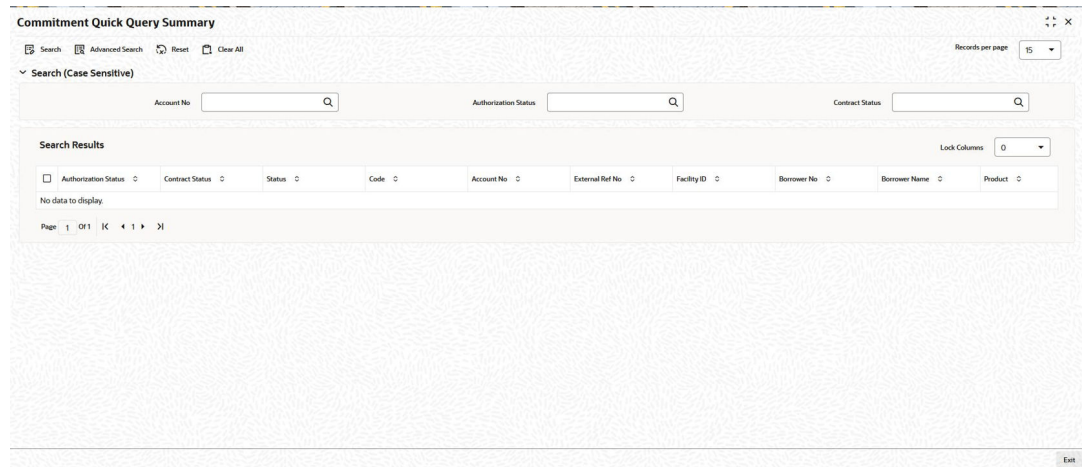 Commitment Quick Query Summary
Search Advanced Search Reset Clear All Records per page 15
Search (Case Sensitive)
Account No Authorization Status Contract Status
Search Results Lock Columns 0
Authorization Status Contract Status Status Code Account No External Ref No Facility ID Borrower No Borrower Name Product
No data to display.
Page 1 Of 1 1
Exit